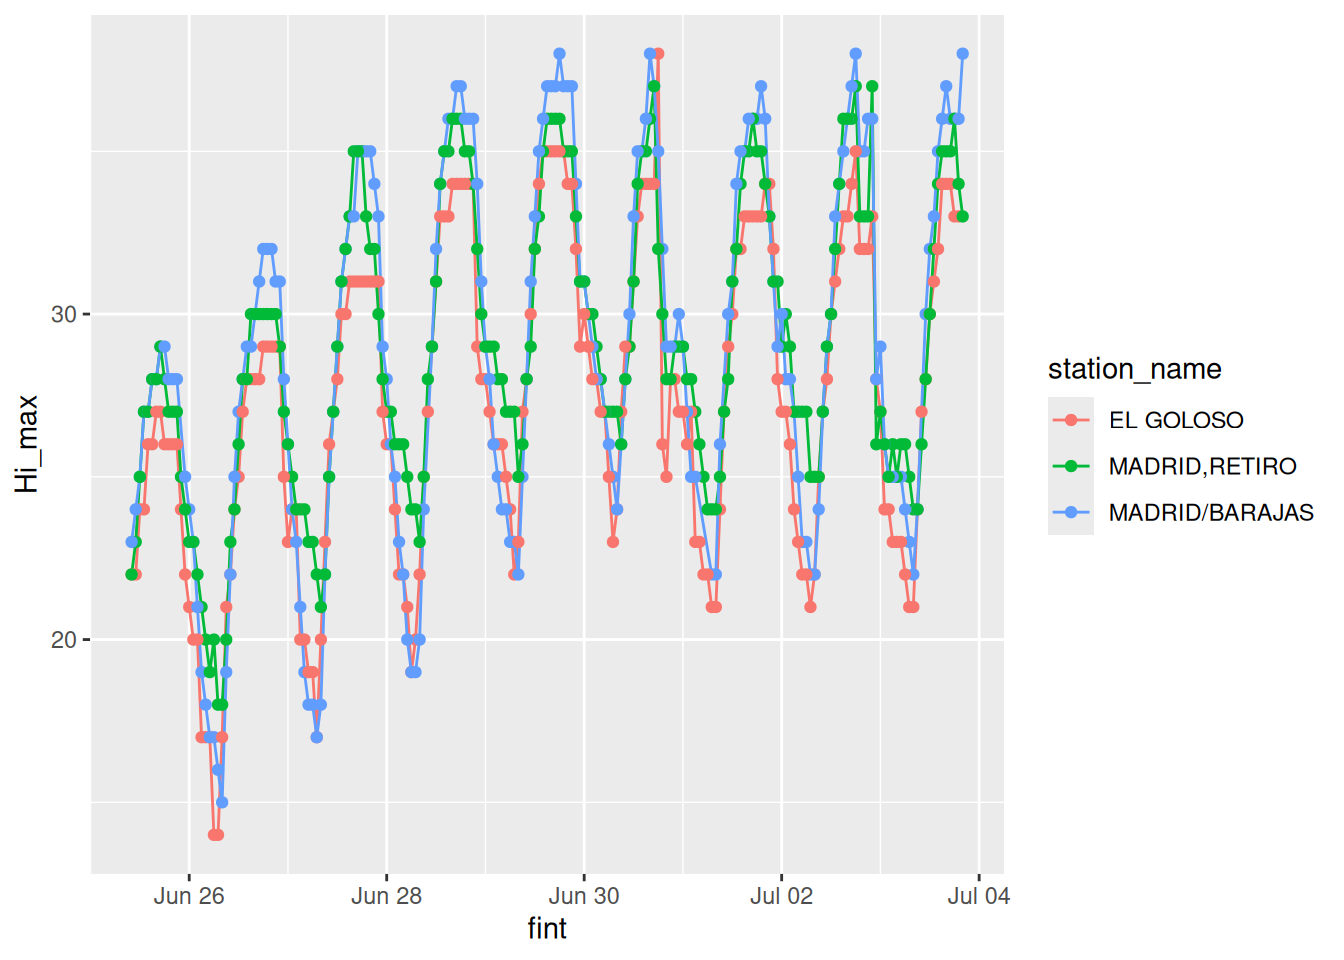 Hi_max
30
20
Jun 26
Jun 28
Jun 30
Jul 02
Jul 04
fint
station_name
EL GOLOSO
MADRID,RETIRO
MADRID/BARAJAS